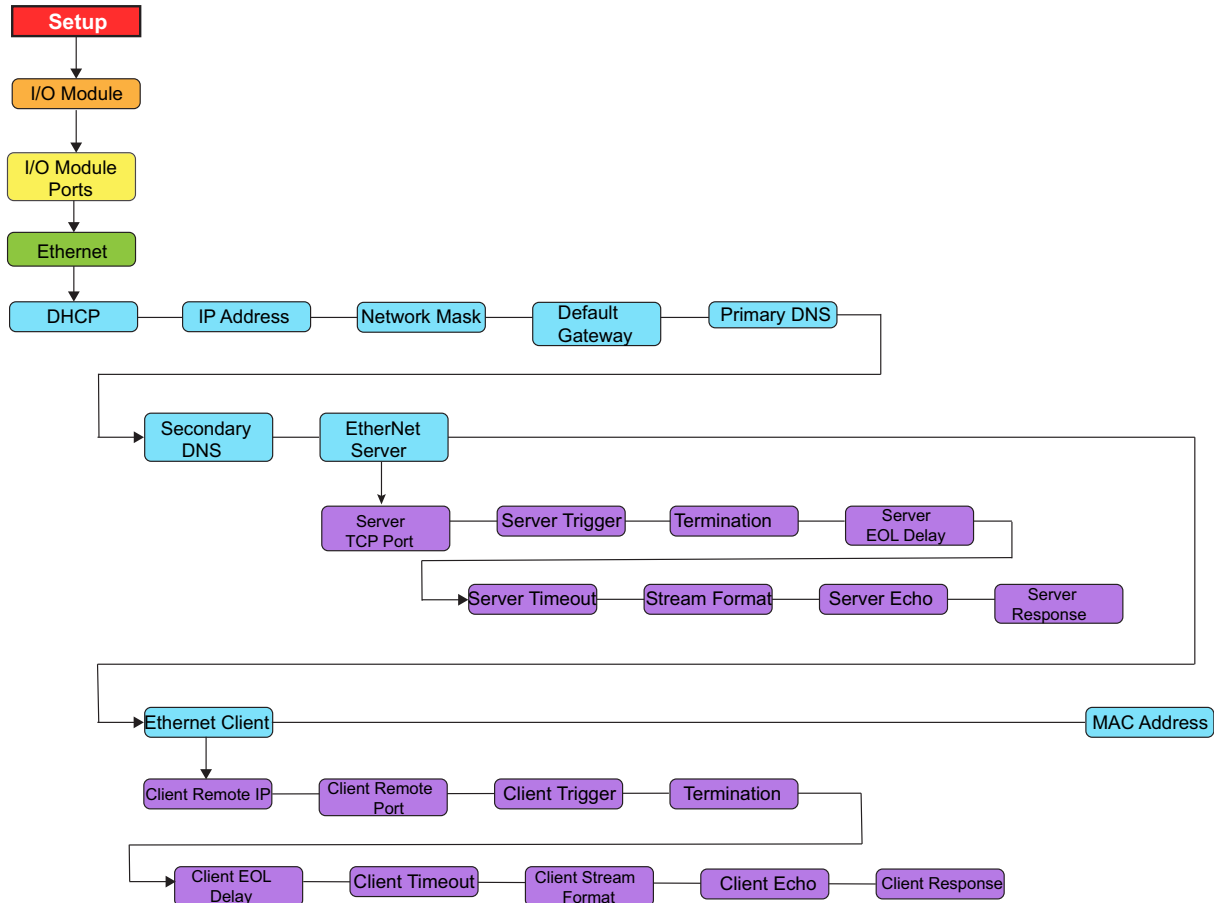 Setup
I/O Module
I/O Module
Ports
Ethernet
DHCP
IP Address
Network Mask
Default
Gateway
Primary DNS
Secondary
DNS
EtherNet
Server
Server
TCP Port
Server Trigger
Termination
Server
EOL Delay
Server Timeout
Stream Format
Server Echo
Server
Response
Ethernet Client
MAC Address
Client Remote IP
Client Remote
Port
Client Trigger
Termination
Client EOL
Delay
Client Timeout
Client Stream
Format
Client Echo
Client Response